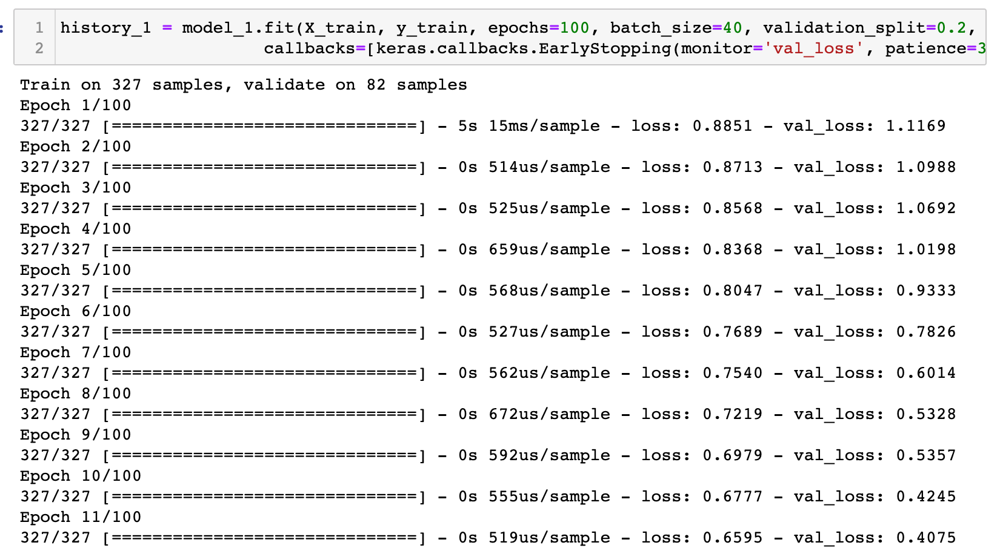 :
1 history_1 = model_1.fit(X_train, y_train, epochs=100, batch_size=40, validation_split=0.2,
2 callbacks=[keras.callbacks.EarlyStopping(monitor='val_loss', patience=3
Train on 327 samples, validate on 82 samples
Epoch 1/100
327/327 [==============================] - 5s 15ms/sample - loss: 0.8851 - val_loss: 1.1169
Epoch 2/100
327/327 [==============================] - 0s 514us/sample - loss: 0.8713 - val_loss: 1.0988
Epoch 3/100
327/327 [==============================] - 0s 525us/sample - loss: 0.8568 - val_loss: 1.0692
Epoch 4/100
327/327 [==============================] - 0s 659us/sample - loss: 0.8368 - val_loss: 1.0198
Epoch 5/100
327/327 [==============================] - 0s 568us/sample - loss: 0.8047 - val_loss: 0.9333
Epoch 6/100
327/327 [==============================] - 0s 527us/sample - loss: 0.7689 - val_loss: 0.7826
Epoch 7/100
327/327 [==============================] - 0s 562us/sample - loss: 0.7540 - val_loss: 0.6014
Epoch 8/100
327/327 [==============================] - 0s 672us/sample - loss: 0.7219 - val_loss: 0.5328
Epoch 9/100
327/327 [==============================] - 0s 592us/sample - loss: 0.6979 - val_loss: 0.5357
Epoch 10/100
327/327 [==============================] - 0s 555us/sample - loss: 0.6777 - val_loss: 0.4245
Epoch 11/100
327/327 [==============================] - 0s 519us/sample - loss: 0.6595 - val_loss: 0.4075